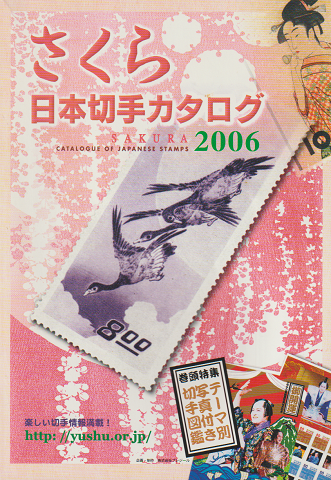 さくら
日本切手カタログ
SAKURA 2006
CATALOGUE OF JAPANESE STAMPS
10
8.00
巻頭特集
テーマ別
写真付き
切手図鑑
楽しい切手情報満載!
http://yushu.or.jp/